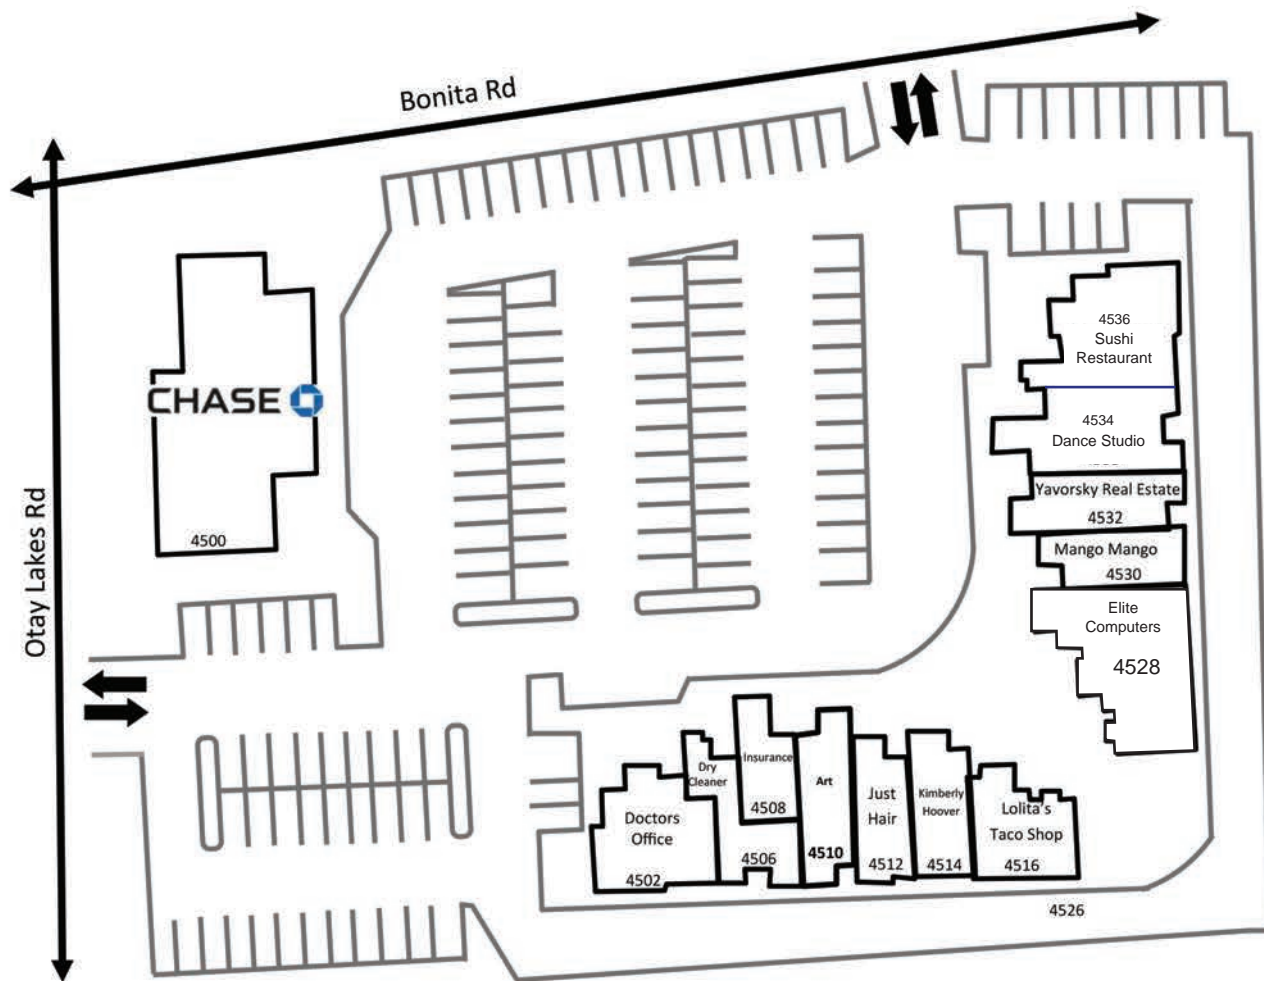 Bonita Rd
Otay Lakes Rd
CHASE
4500
4536
Sushi
Restaurant
4534
Dance Studio
Yavorsky Real Estate
4532
Mango Mango
4530
Elite
Computers
4528
Doctors
Office
4502
Dry
Cleaner
4506
Insurance
4508
Art
4510
Just
Hair
4512
Kimberly
Hoover
4514
Lolita's
Taco Shop
4516
4526